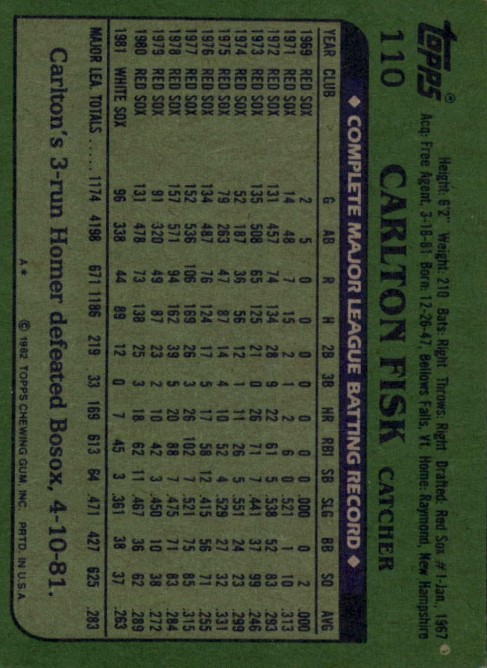 topps®
110 CARLTON FISK CATCHER
Height: 6'2" Weight: 210 Bats: Right Throws: Right Drafted: Red Sox #1-Jan., 1967
Acq: Free Agent, 3-18-81 Born: 12-26-47, Bellows Falls, Vt. Home: Raymond, New Hampshire
◆ COMPLETE MAJOR LEAGUE BATTING RECORD ◆
YEAR CLUB G AB R H 2B 3B HR RBI SB SLG BB SO AVG
1969 RED SOX 2 5 0 0 0 0 0 0 0 .000 0 2 .000
1971 RED SOX 14 48 7 15 2 1 2 6 0 .521 1 10 .313
1972 RED SOX 131 457 74 134 28 9 22 61 5 .538 52 83 .293
1973 RED SOX 135 508 65 125 21 0 26 71 7 .441 37 99 .246
1974 RED SOX 52 187 36 56 12 1 11 26 5 .551 24 23 .299
1975 RED SOX 79 263 47 87 14 4 10 52 4 .529 27 32 .331
1976 RED SOX 134 487 76 124 17 5 17 58 12 .415 56 71 .255
1977 RED SOX 152 536 106 169 26 3 26 102 7 .521 75 85 .315
1978 RED SOX 157 571 94 162 39 5 20 88 7 .475 71 83 .284
1979 RED SOX 91 320 49 87 23 2 10 42 3 .450 10 38 .272
1980 RED SOX 131 478 73 138 25 3 18 62 11 .467 36 62 .289
1981 WHITE SOX 96 338 44 89 12 0 7 45 3 .361 38 37 .263
MAJOR LEA. TOTALS ..... 1174 4198 671 1186 219 33 169 613 64 .471 427 625 .283
Carlton's 3-run Homer defeated Bosox, 4-10-81.
A* © 1982 TOPPS CHEWING GUM, INC. PRTD. IN U.S.A.